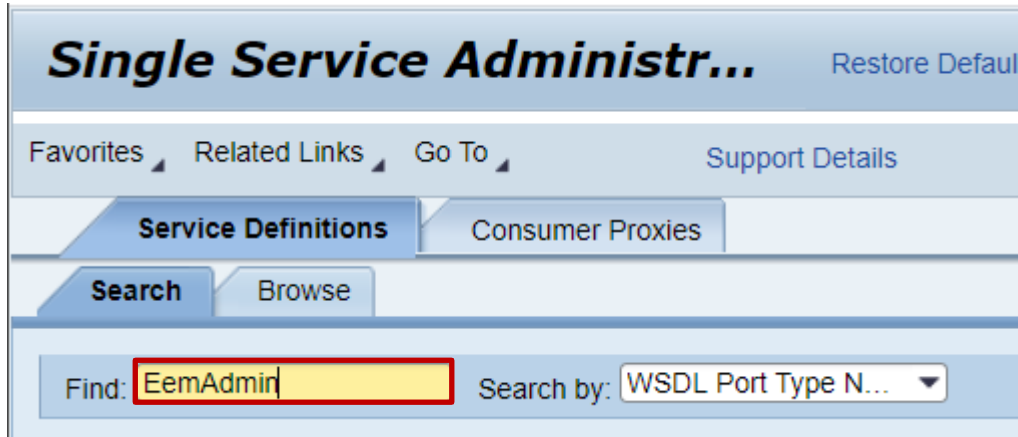 Single Service Administr... Restore Defaul
Favorites Related Links Go To Support Details
Service Definitions Consumer Proxies
Search Browse
Find: EemAdmin Search by: WSDL Port Type N...